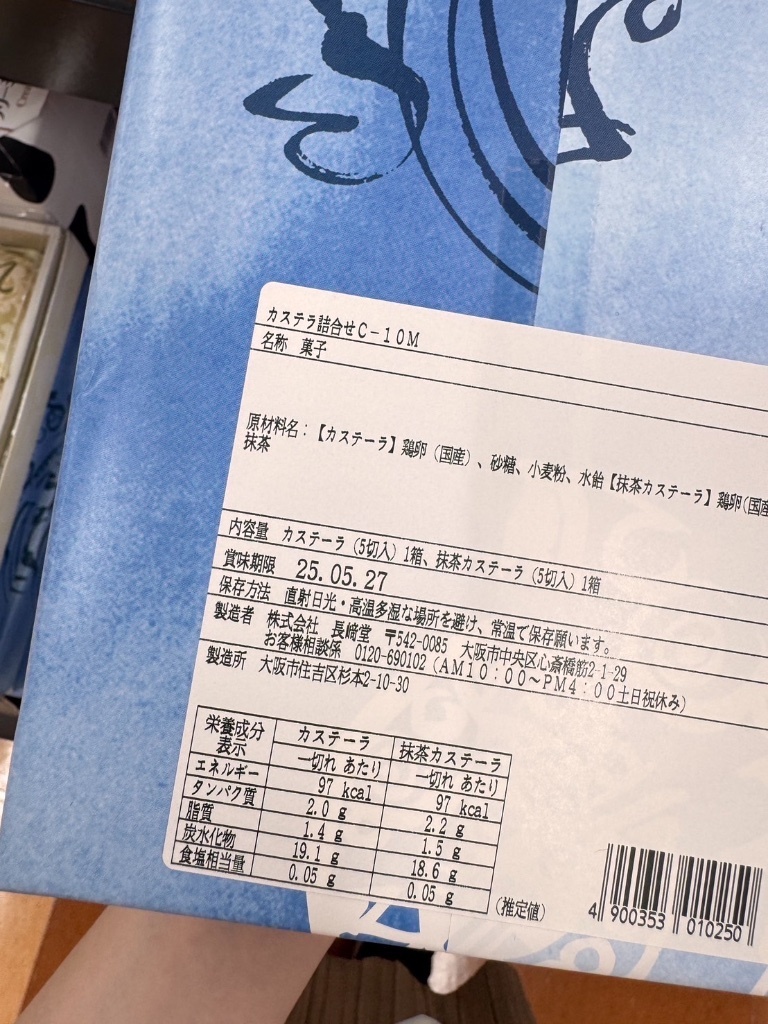 カステラ詰合せC-10M
名称 菓子
原材料名：【カステーラ】鶏卵（国産）、砂糖、小麦粉、水飴【抹茶カステーラ】鶏卵（国産
抹茶
内容量 カステーラ（5切入）1箱、抹茶カステーラ（5切入）1箱
賞味期限 25.05.27
保存方法 直射日光・高温多湿な場所を避け、常温で保存願います。
製造者 株式会社 長﨑堂 〒542-0085 大阪市中央区心斎橋筋2-1-29
お客様相談係 0120-690102（AM10：00〜PM4：00土日祝休み）
製造所 大阪市住吉区杉本2-10-30
栄養成分表示 カステーラ 抹茶カステーラ
一切れ あたり 一切れ あたり
エネルギー 97 kcal 97 kcal
タンパク質 2.0 g 2.2 g
脂質 1.4 g 1.5 g
炭水化物 19.1 g 18.6 g
食塩相当量 0.05 g 0.05 g
（推定値）
4 900353 010250